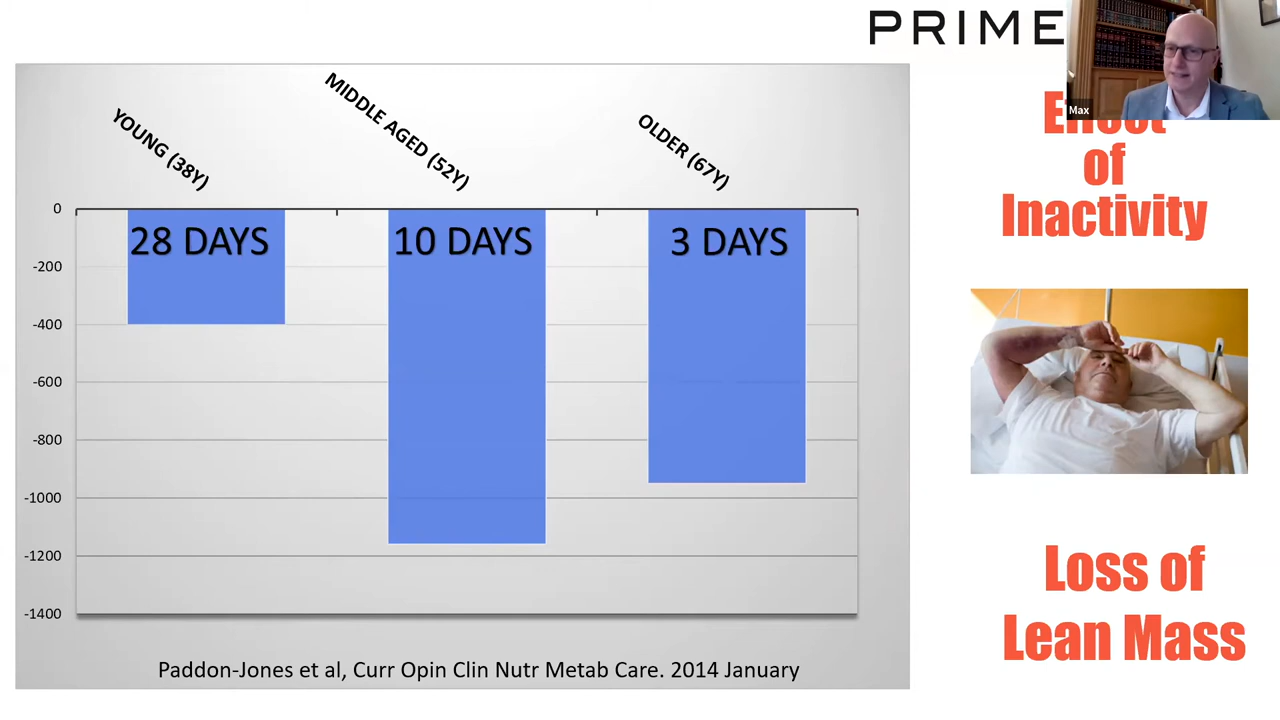 PRIME
Max
Effect
of
Inactivity
YOUNG (38Y)
MIDDLE AGED (52Y)
OLDER (67Y)
0
-200
-400
-600
-800
-1000
-1200
-1400
28 DAYS
10 DAYS
3 DAYS
Paddon-Jones et al, Curr Opin Clin Nutr Metab Care. 2014 January
Loss of
Lean Mass